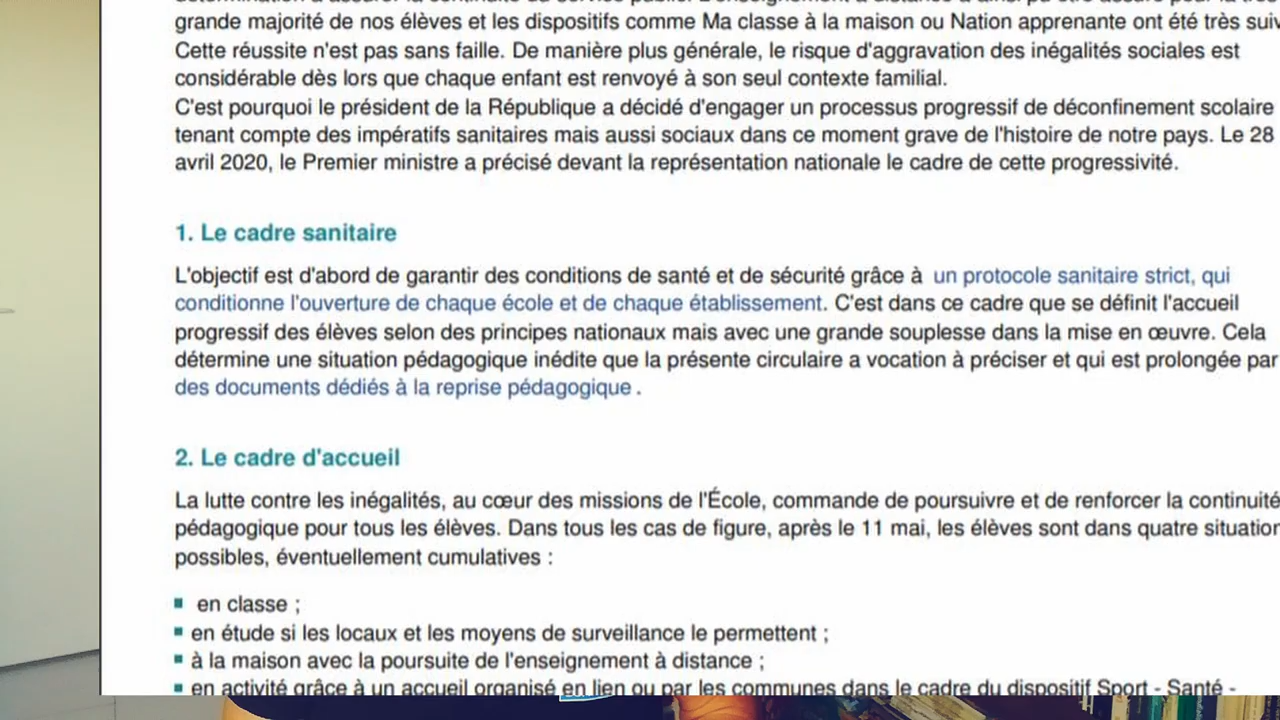 grande majorité de nos élèves et les dispositifs comme Ma classe à la maison ou Nation apprenante ont été très
Cette réussite n'est pas sans faille. De manière plus générale, le risque d'aggravation des inégalités sociales est
considérable dès lors que chaque enfant est renvoyé à son seul contexte familial.
C'est pourquoi le président de la République a décidé d'engager un processus progressif de déconfinement scolaire
tenant compte des impératifs sanitaires mais aussi sociaux dans ce moment grave de l'histoire de notre pays. Le 28
avril 2020, le Premier ministre a précisé devant la représentation nationale le cadre de cette progressivité.
1. Le cadre sanitaire
L'objectif est d'abord de garantir des conditions de santé et de sécurité grâce à un protocole sanitaire strict, qui
conditionne l'ouverture de chaque école et de chaque établissement. C'est dans ce cadre que se définit l'accueil
progressif des élèves selon des principes nationaux mais avec une grande souplesse dans la mise en œuvre. Cela
détermine une situation pédagogique inédite que la présente circulaire a vocation à préciser et qui est prolongée par
des documents dédiés à la reprise pédagogique .
2. Le cadre d'accueil
La lutte contre les inégalités, au cœur des missions de l'École, commande de poursuivre et de renforcer la continuité
pédagogique pour tous les élèves. Dans tous les cas de figure, après le 11 mai, les élèves sont dans quatre situation
possibles, éventuellement cumulatives :
en classe ;
en étude si les locaux et les moyens de surveillance le permettent ;
à la maison avec la poursuite de l'enseignement à distance ;
en activité grâce à un accueil organisé en lien ou par les communes dans le cadre du dispositif Sport - Santé -